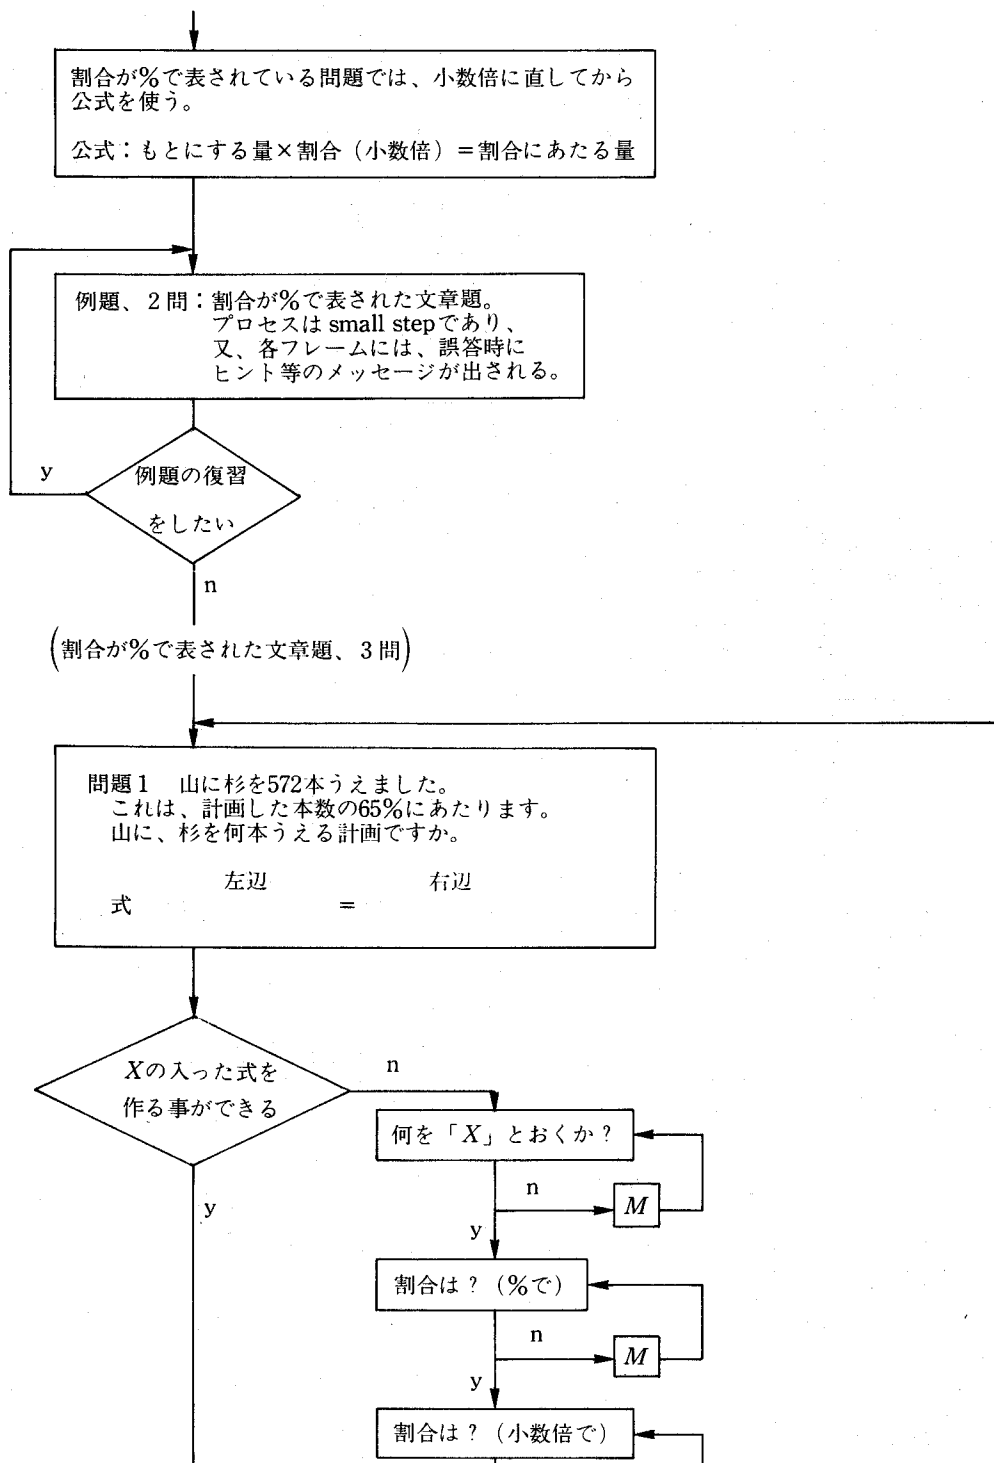 割合が%で表されている問題では、小数倍に直してから
公式を使う。
公式：もとにする量×割合（小数倍）＝割合にあたる量
例題、2問：割合が%で表された文章題。
プロセスは small stepであり、
又、各フレームには、誤答時に
ヒント等のメッセージが出される。
y
例題の復習
をしたい
n
(割合が%で表された文章題、3問)
問題1　山に杉を572本うえました。
これは、計画した本数の65%にあたります。
山に、杉を何本うえる計画ですか。
左辺　右辺
式　＝
Xの入った式を
作る事ができる
n
何を「X」とおくか？
n
M
y
y
割合は？（%で）
n
M
y
割合は？（小数倍で）